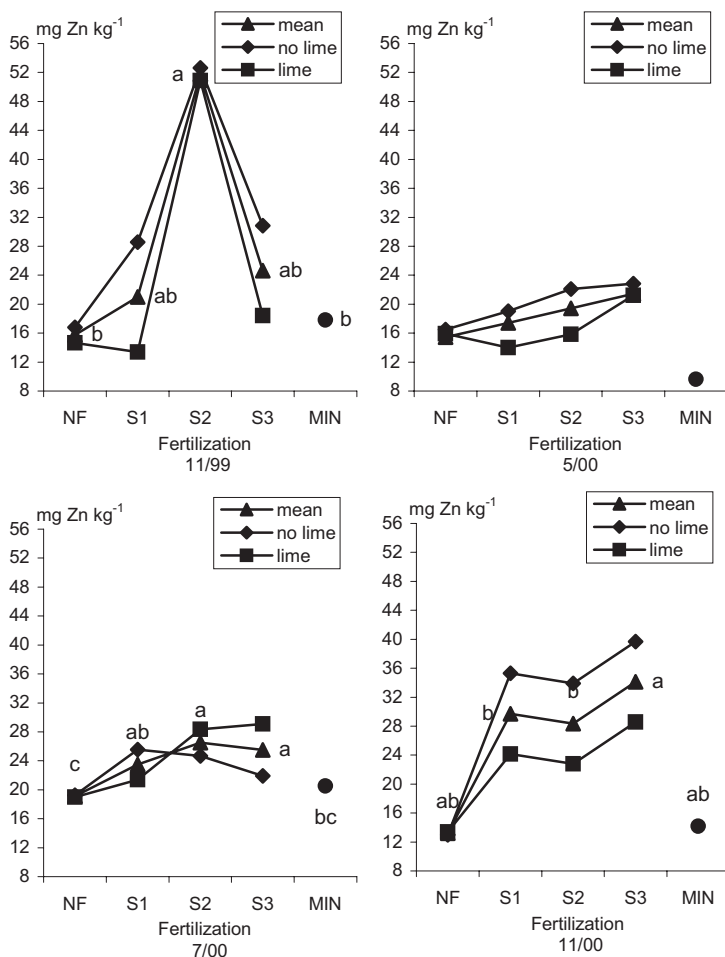 mg Zn kg⁻¹
mean
no lime
lime
56
52
48
44
40
36
32
28
24
20
16
12
8
a
ab
ab
b
b
NF S1 S2 S3 MIN
Fertilization
11/99
mg Zn kg⁻¹
mean
no lime
lime
56
52
48
44
40
36
32
28
24
20
16
12
8
NF S1 S2 S3 MIN
Fertilization
5/00
mg Zn kg⁻¹
mean
no lime
lime
56
52
48
44
40
36
32
28
24
20
16
12
8
c
ab
a
a
bc
NF S1 S2 S3 MIN
Fertilization
7/00
mg Zn kg⁻¹
mean
no lime
lime
56
52
48
44
40
36
32
28
24
20
16
12
8
ab
b
b
a
ab
NF S1 S2 S3 MIN
Fertilization
11/00